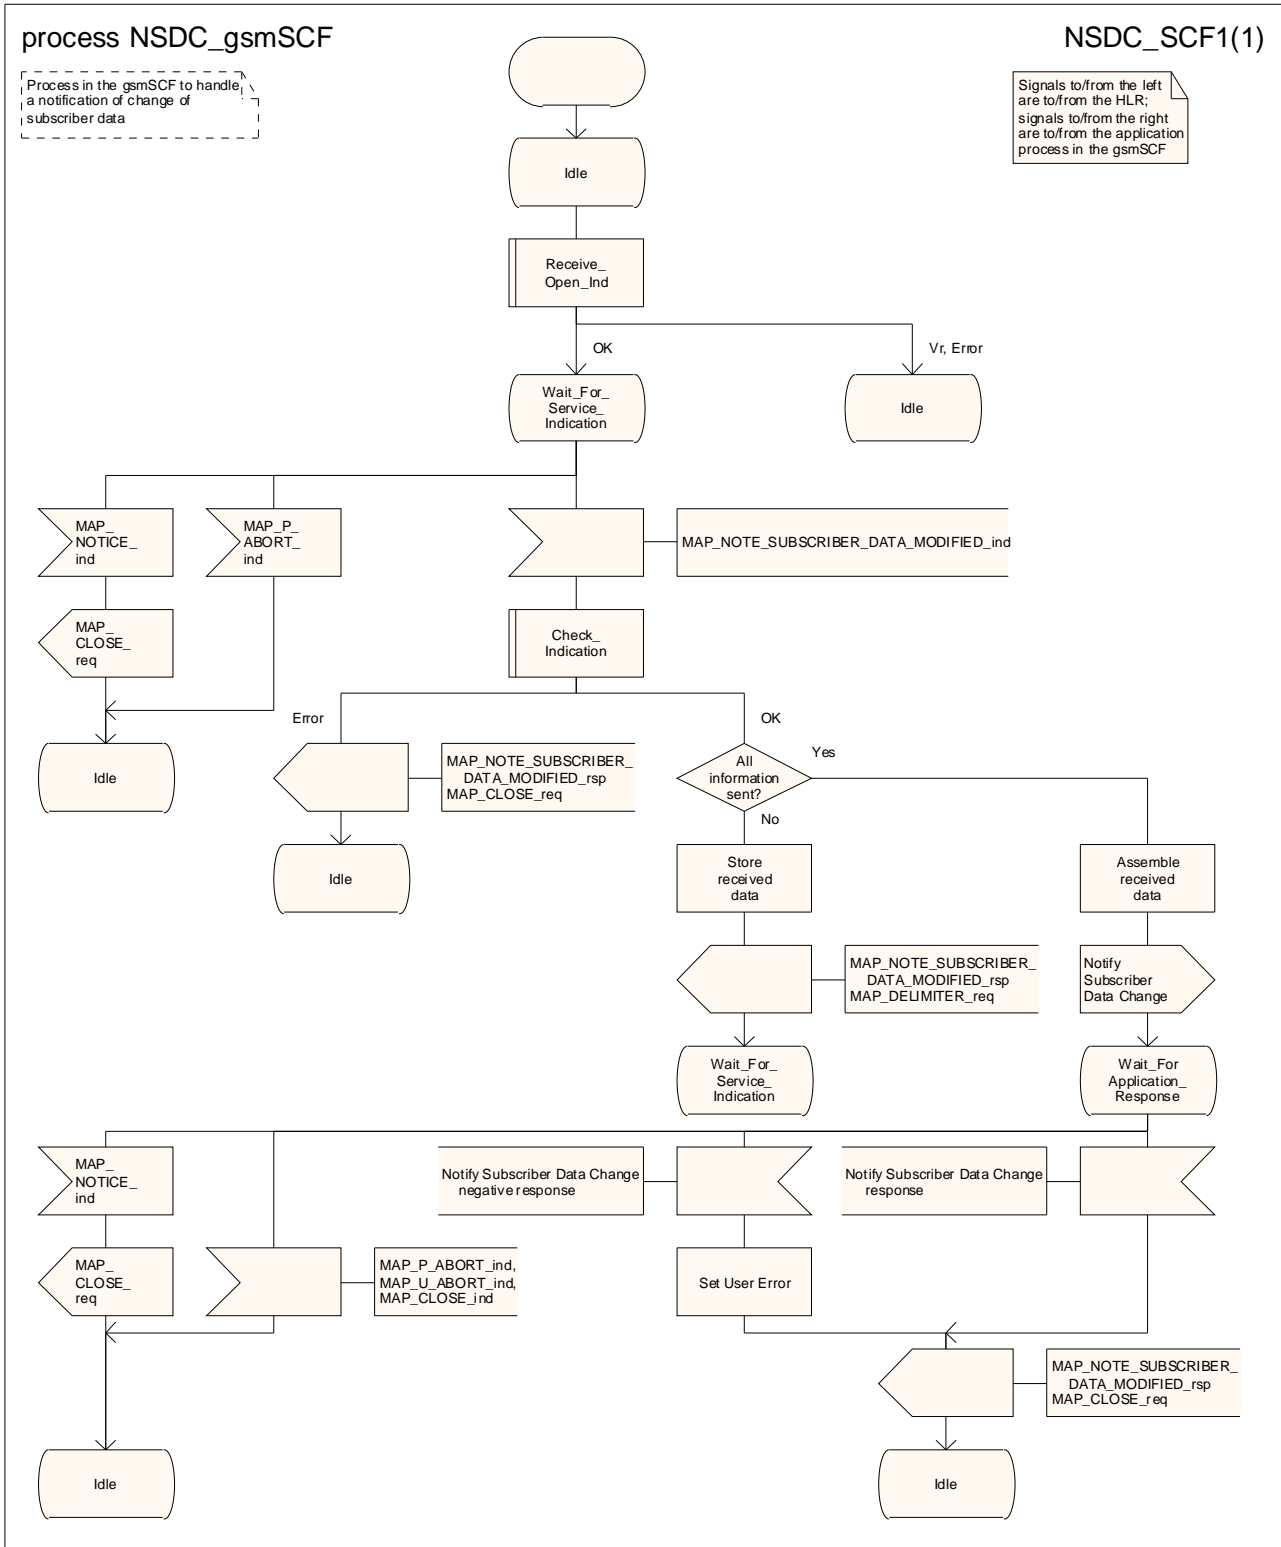 process NSDC_gsmSCF
NSDC_SCF1(1)
Process in the gsmSCF to handle
a notification of change of
subscriber data
Signals to/from the left
are to/from the HLR;
signals to/from the right
are to/from the application
process in the gsmSCF
Idle
Receive_
Open_Ind
OK
Vr, Error
Wait_For_
Service_
Indication
Idle
MAP_
NOTICE_
ind
MAP_P_
ABORT_
ind
MAP_NOTE_SUBSCRIBER_DATA_MODIFIED_ind
MAP_
CLOSE_
req
Check_
Indication
Error
OK
Idle
MAP_NOTE_SUBSCRIBER_
DATA_MODIFIED_rsp
MAP_CLOSE_req
All
information
sent?
Yes
No
Idle
Store
received
data
Assemble
received
data
MAP_NOTE_SUBSCRIBER_
DATA_MODIFIED_rsp
MAP_DELIMITER_req
Notify
Subscriber
Data Change
Wait_For_
Service_
Indication
Wait_For
Application_
Response
MAP_
NOTICE_
ind
Notify Subscriber Data Change
negative response
Notify Subscriber Data Change
response
MAP_
CLOSE_
req
MAP_P_ABORT_ind,
MAP_U_ABORT_ind,
MAP_CLOSE_ind
Set User Error
MAP_NOTE_SUBSCRIBER_
DATA_MODIFIED_rsp
MAP_CLOSE_req
Idle
Idle